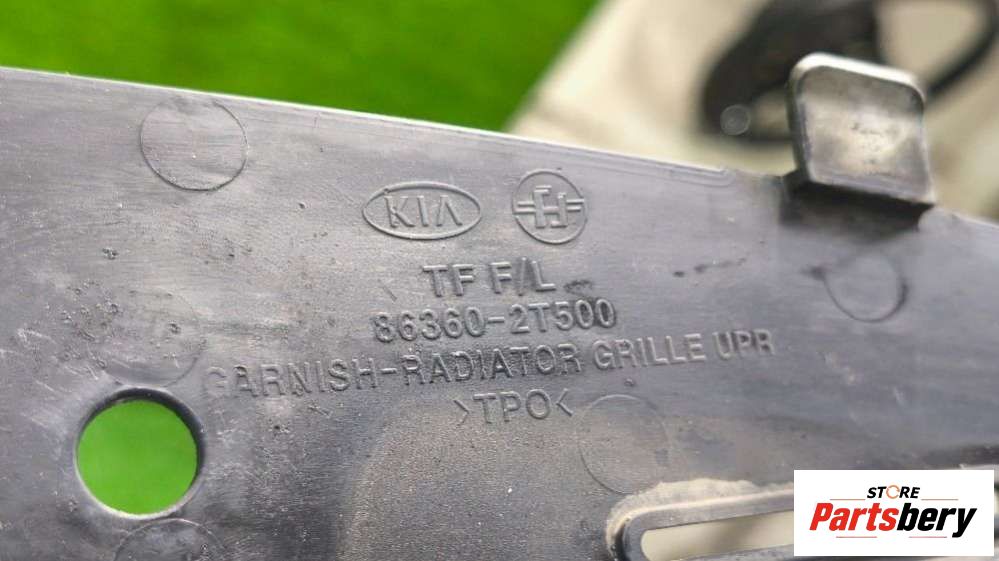 KIA
TF F/L
86360-2T500
GARNISH-RADIATOR GRILLE UPR
>TPO<
STORE
Partsbery